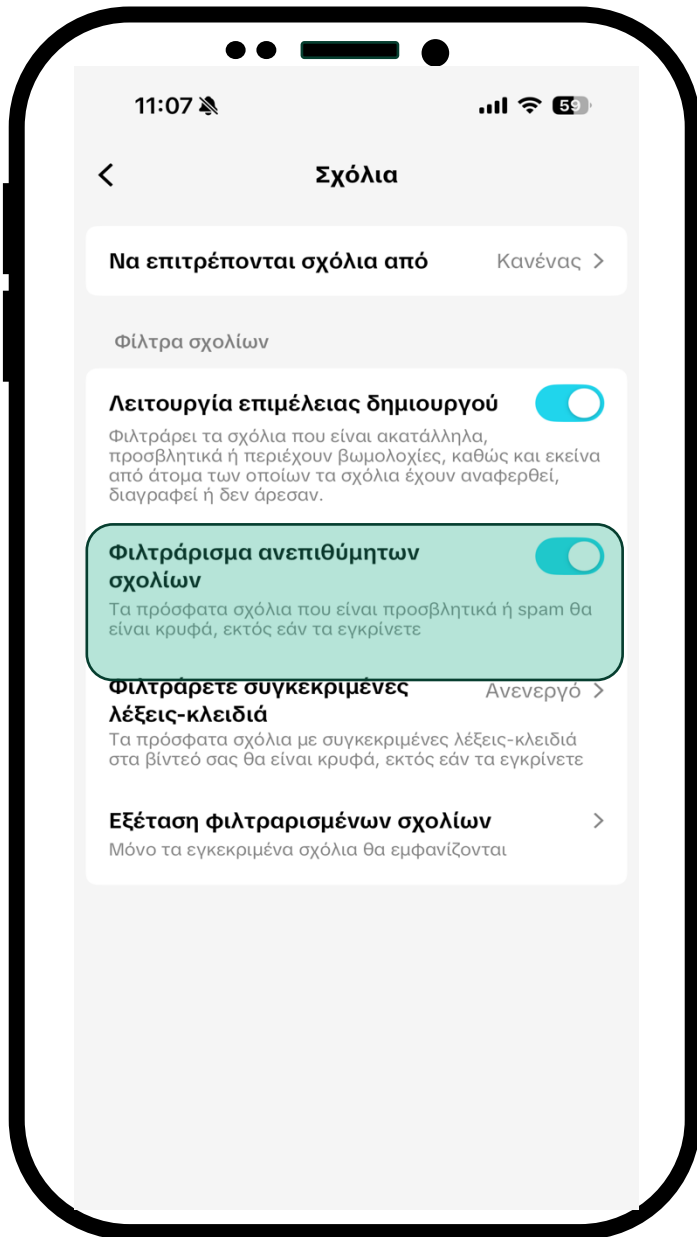 11:07
59
Σχόλια
Να επιτρέπονται σχόλια από Κανένας
Φίλτρα σχολίων
Λειτουργία επιμέλειας δημιουργού
Φιλτράρει τα σχόλια που είναι ακατάλληλα,
προσβλητικά ή περιέχουν βωμολοχίες, καθώς και εκείνα
από άτομα των οποίων τα σχόλια έχουν αναφερθεί,
διαγραφεί ή δεν άρεσαν.
Φιλτράρισμα ανεπιθύμητων
σχολίων
Τα πρόσφατα σχόλια που είναι προσβλητικά ή spam θα
είναι κρυφά, εκτός εάν τα εγκρίνετε
Φιλτράρετε συγκεκριμένες Ανενεργό
λέξεις-κλειδιά
Τα πρόσφατα σχόλια με συγκεκριμένες λέξεις-κλειδιά
στα βίντεό σας θα είναι κρυφά, εκτός εάν τα εγκρίνετε
Εξέταση φιλτραρισμένων σχολίων
Μόνο τα εγκεκριμένα σχόλια θα εμφανίζονται